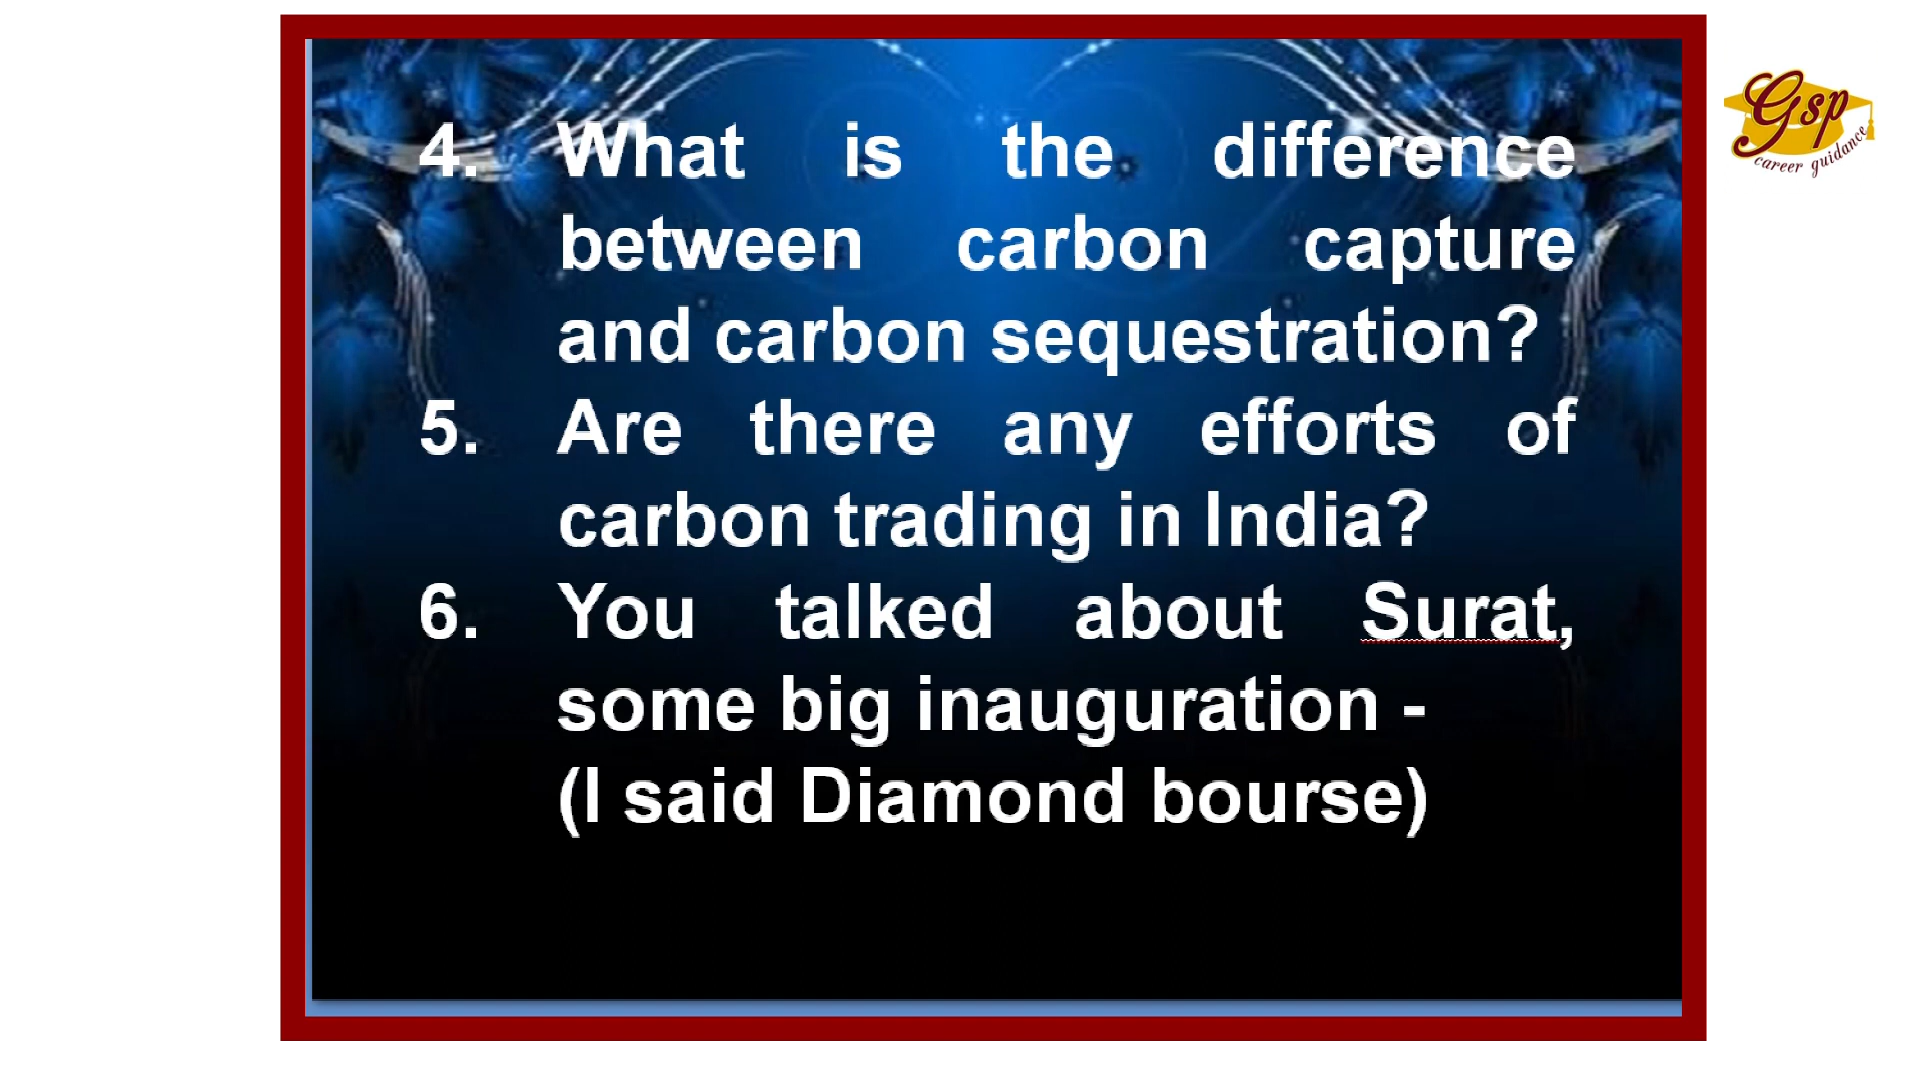 4. What is the difference
between carbon capture
and carbon sequestration?
5. Are there any efforts of
carbon trading in India?
6. You talked about Surat,
some big inauguration -
(I said Diamond bourse)
Gsp
career guidance